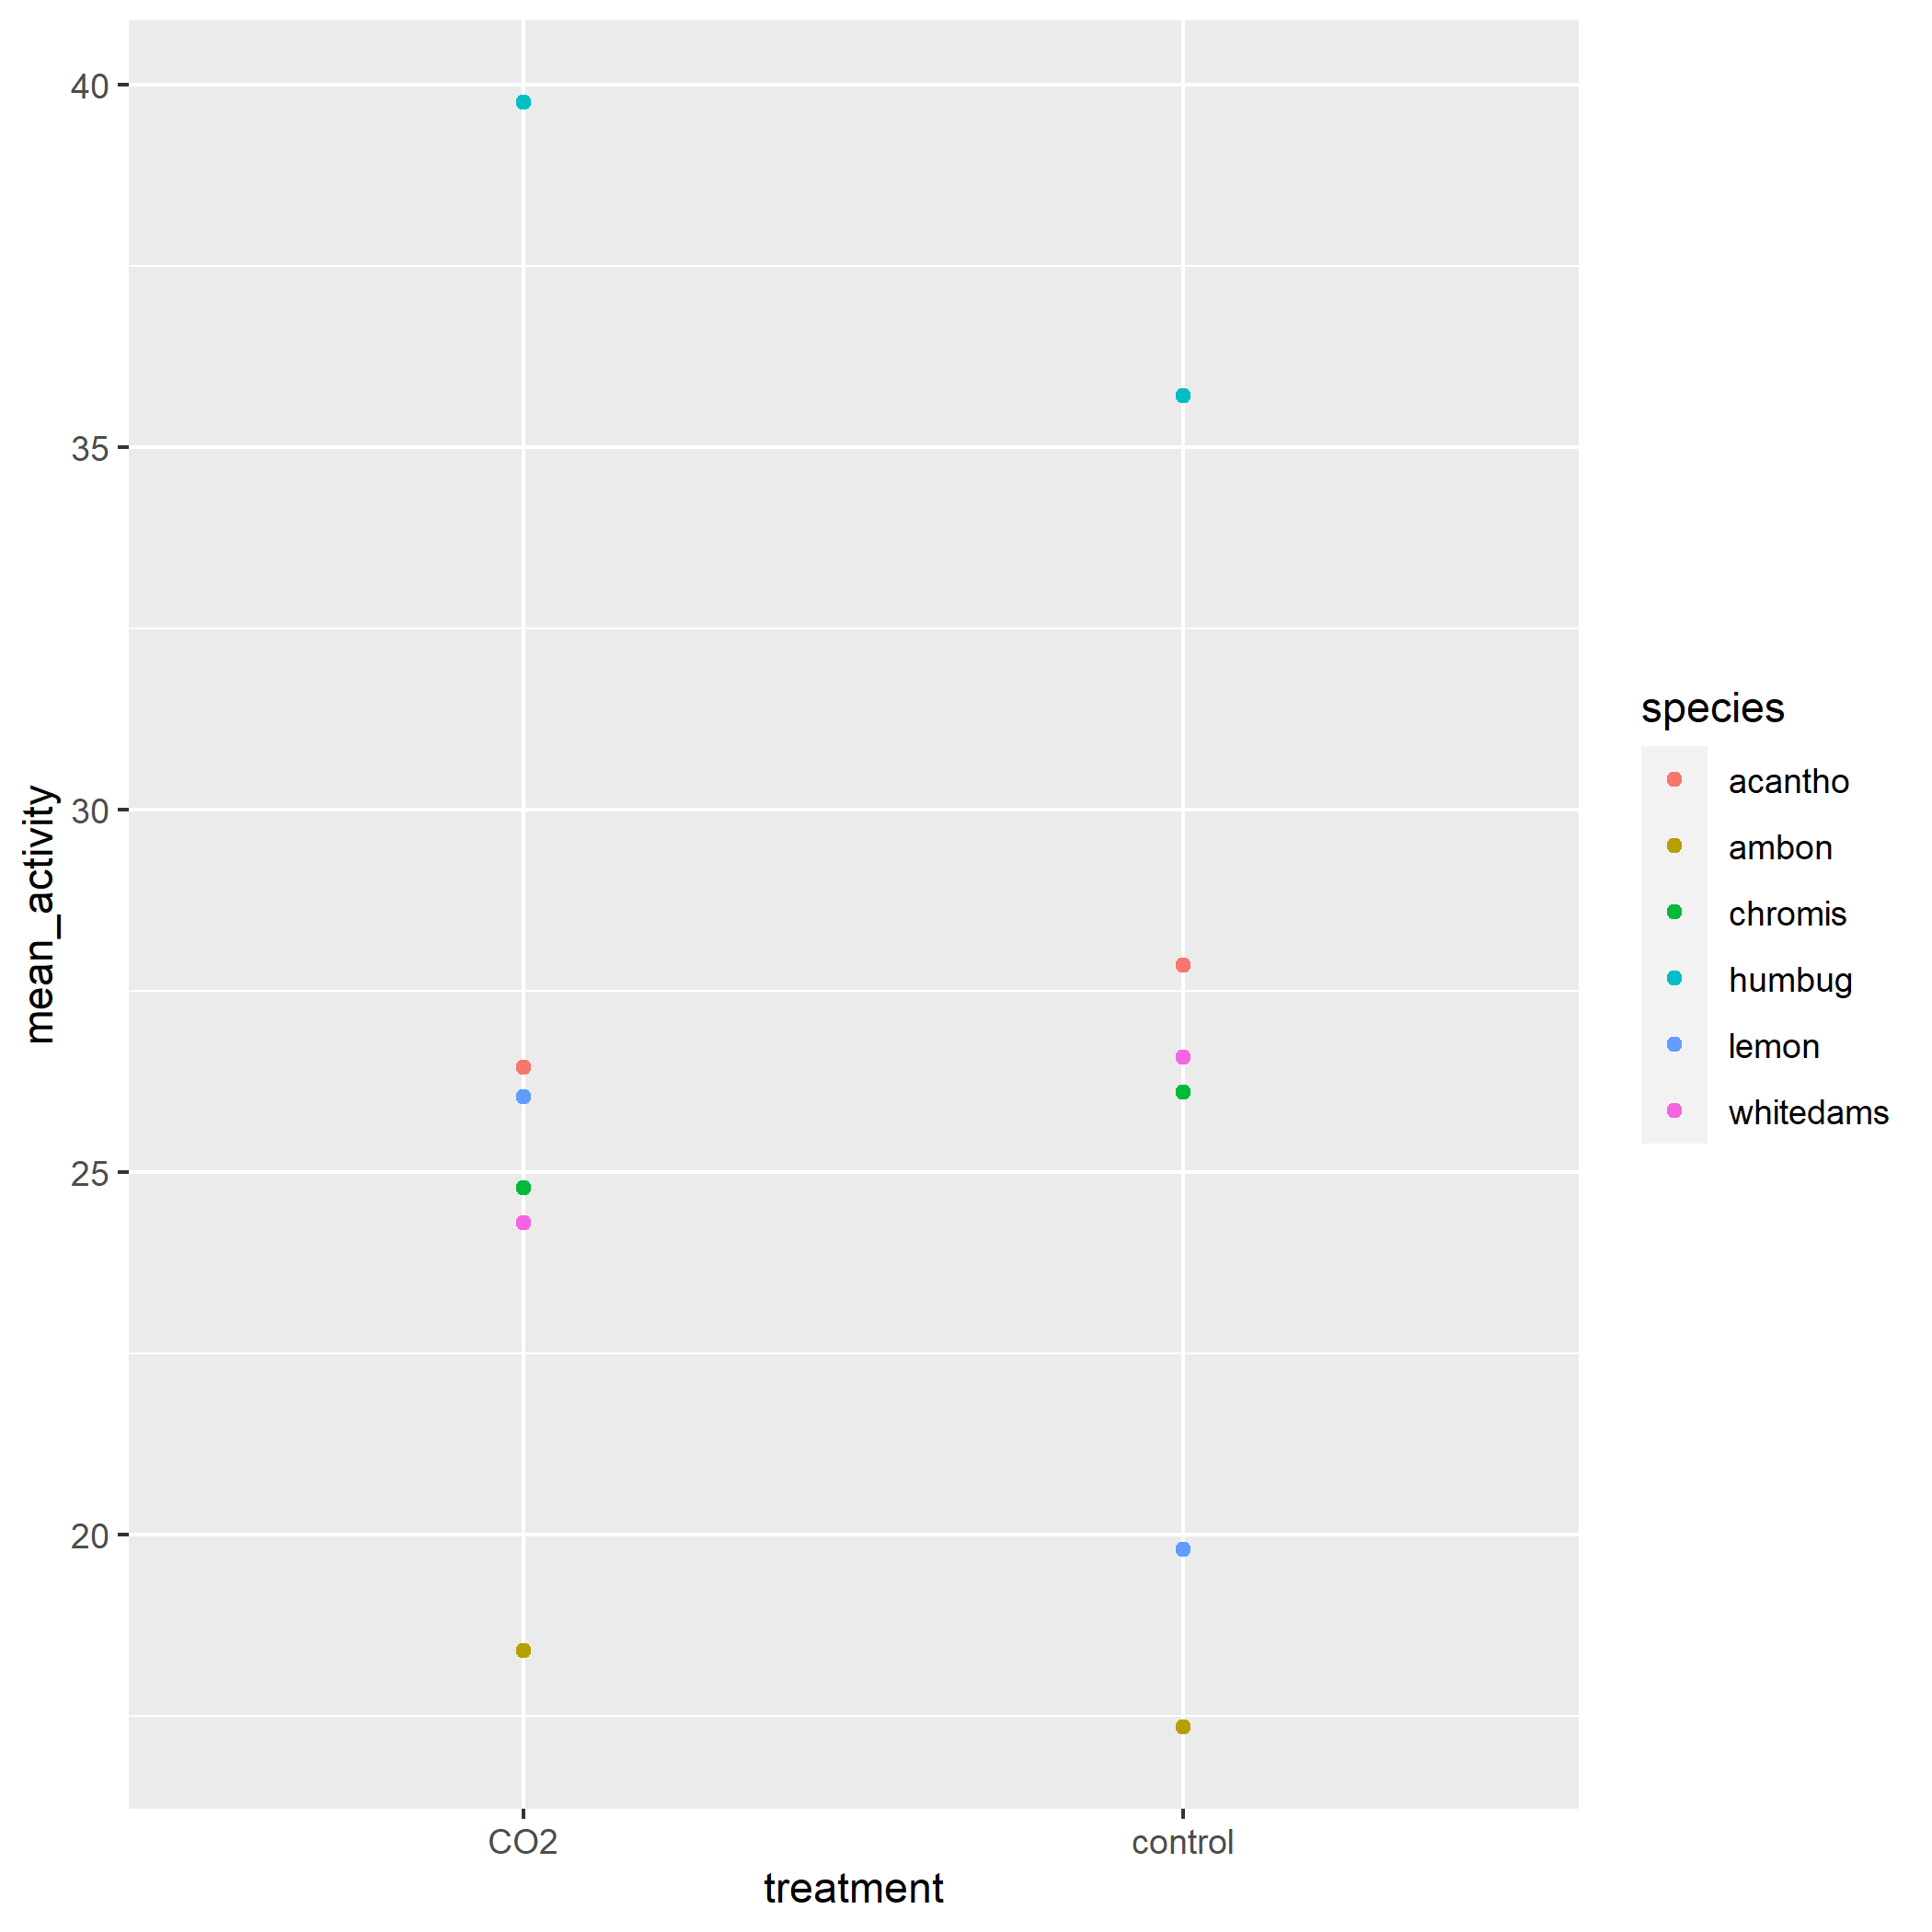 mean_activity
40
35
30
25
20
CO2
control
treatment
species
acantho
ambon
chromis
humbug
lemon
whitedams